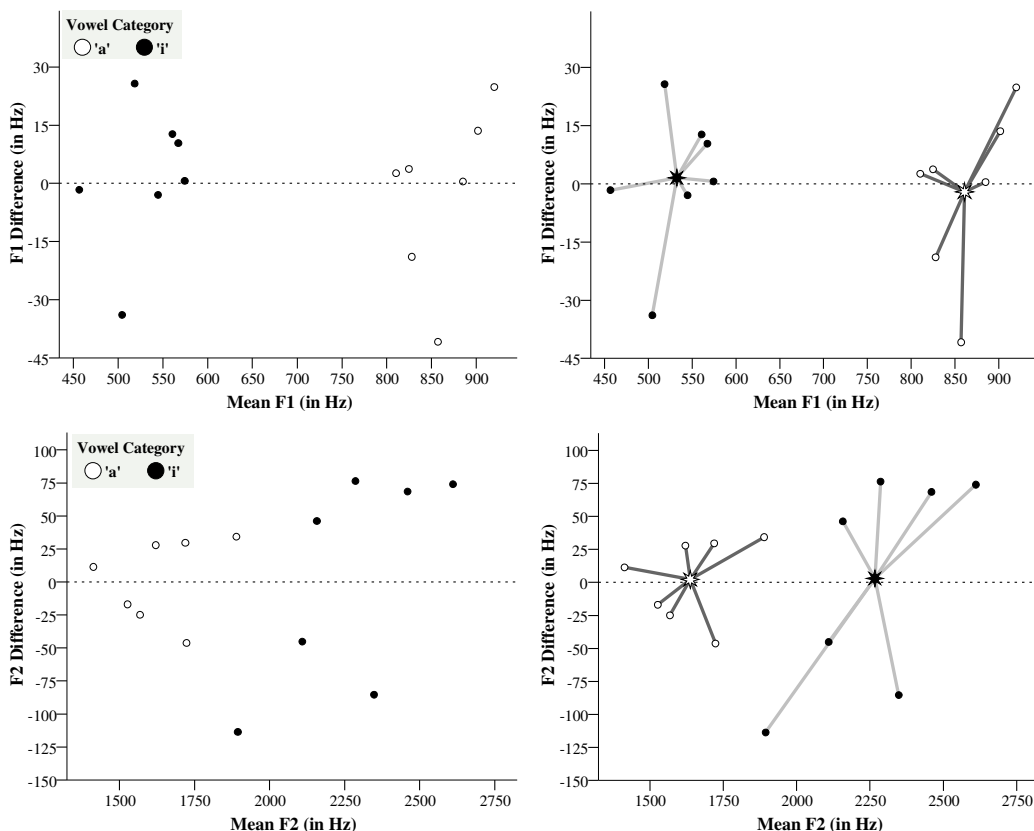 Vowel Category
'a' 'i'
F1 Difference (in Hz)
30
15
0
-15
-30
-45
450 500 550 600 650 700 750 800 850 900
Mean F1 (in Hz)
F1 Difference (in Hz)
30
15
0
-15
-30
-45
450 500 550 600 650 700 750 800 850 900
Mean F1 (in Hz)
Vowel Category
'a' 'i'
F2 Difference (in Hz)
100
75
50
25
0
-25
-50
-75
-100
-125
-150
1500 1750 2000 2250 2500 2750
Mean F2 (in Hz)
F2 Difference (in Hz)
100
75
50
25
0
-25
-50
-75
-100
-125
-150
1500 1750 2000 2250 2500 2750
Mean F2 (in Hz)